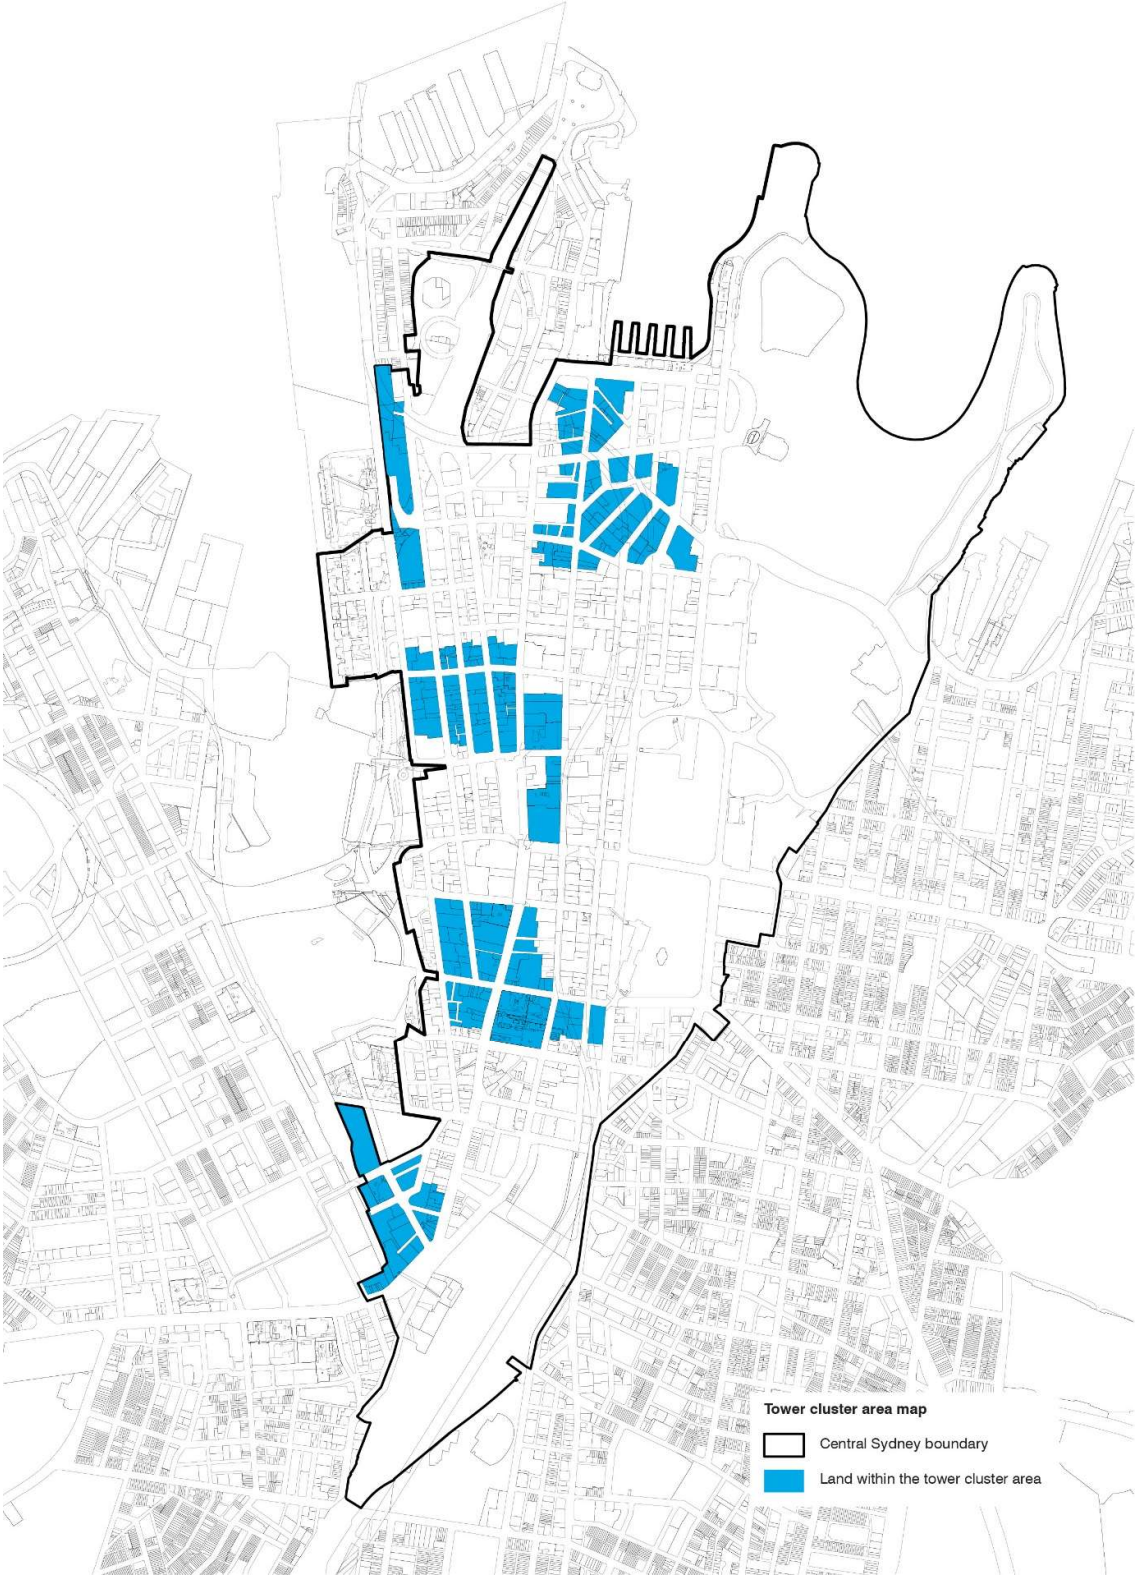 Tower cluster area map
Central Sydney boundary
Land within the tower cluster area